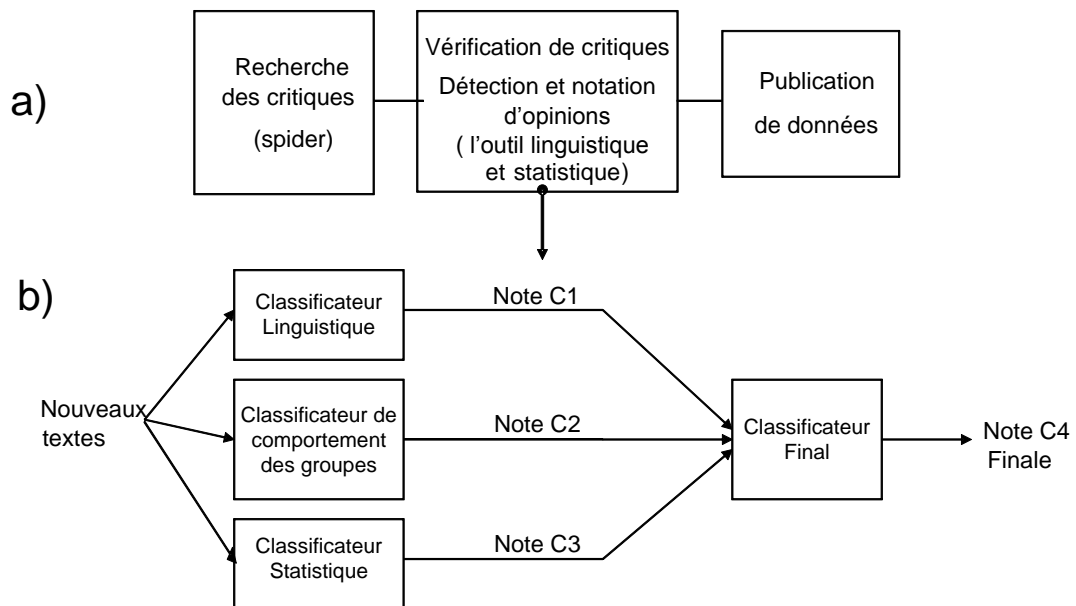 a)
Recherche
des critiques
(spider)
Vérification de critiques
Détection et notation
d’opinions
( l’outil linguistique
et statistique)
Publication
de données
b)
Nouveaux
textes
Classificateur
Linguistique
Note C1
Classificateur de
comportement
des groupes
Note C2
Classificateur
Statistique
Note C3
Classificateur
Final
Note C4
Finale